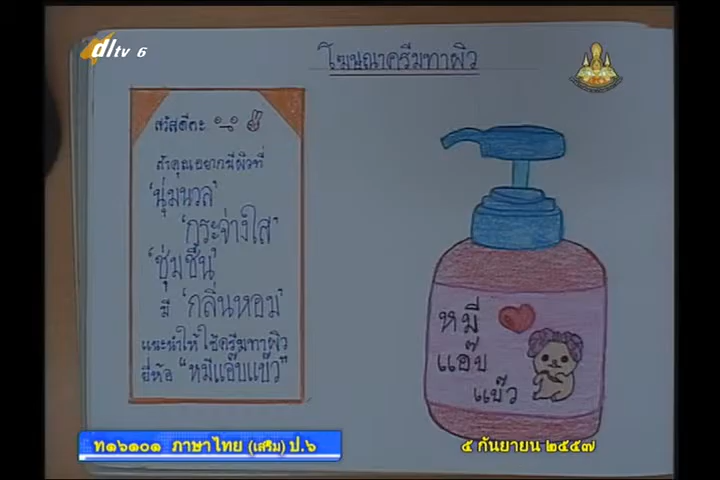 dltv 6
โฆษณาครีมทาผิว
สวัสดีคะ
ถ้าคุณอยากมีผิวที่
'นุ่มนวล'
'กระจ่างใส'
'ชุ่มชื้น'
มี 'กลิ่นหอม'
แนะนำให้ใช้ครีมทาผิว
ยี่ห้อ "หมีแอ๊บแบ๊ว"
หมี
แอ๊บ
แบ๊ว
ท๑๖๑๐๑ ภาษาไทย (เสริม) ป.๖
๕ กันยายน ๒๕๕๗